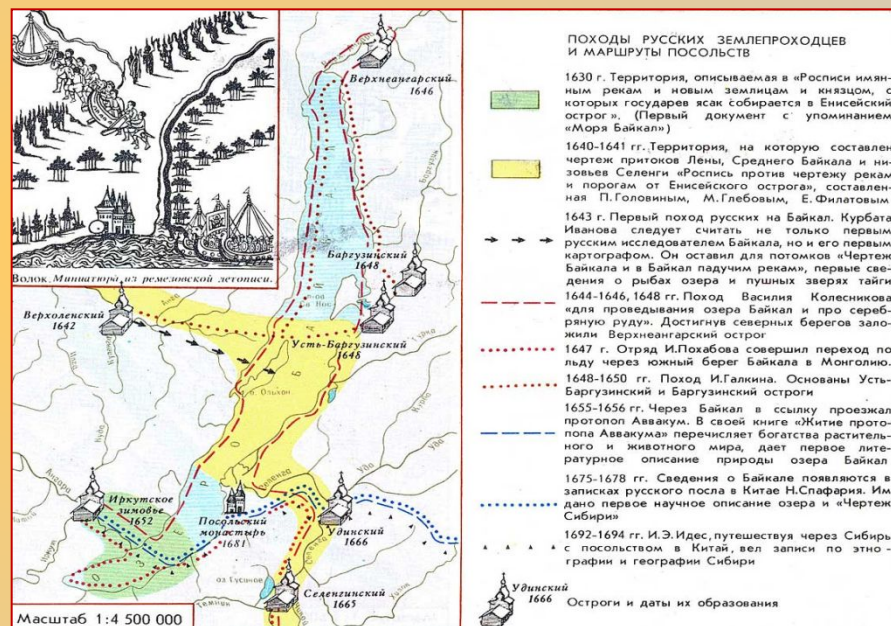 Верхнеангарский
1646
Баргузин
Волок. Миниатюра из ремезовской летописи.
Баргузинский
1648
Анга
Верхоленский
1642
Усть-Баргузинский
1648
о. Ольхон
Курба
Уда
Селенга
Ангара
Иркутское
зимовье
1652
Посольский
монастырь
1681
Удинский
1666
Иркут
оз Гусиное
Темник
Селенгинский
1665
Масштаб 1:4 500 000
ПОХОДЫ РУССКИХ ЗЕМЛЕПРОХОДЦЕВ
И МАРШРУТЫ ПОСОЛЬСТВ
1630 г. Территория, описываемая в «Росписи имян-
ным рекам и новым землицам и князцом, с
которых государев ясак собирается в Енисейский
острог». (Первый документ с упоминанием
«Моря Байкал»)
1640-1641 гг. Территория, на которую составлен
чертеж притоков Лены, Среднего Байкала и ни-
зовьев Селенги «Роспись против чертежу рекам
и порогам от Енисейского острога», составлен-
ная П.Головиным, М.Глебовым, Е.Филатовым
1643 г. Первый поход русских на Байкал. Курбата
Иванова следует считать не только первым
русским исследователем Байкала, но и его первым
картографом. Он оставил для потомков «Чертеж
Байкала и в Байкал падучим рекам», первые све-
дения о рыбах озера и пушных зверях тайги
1644-1646, 1648 гг. Поход Василия Колесникова
«для проведывания озера Байкал и про сереб-
ряную руду». Достигнув северных берегов зало-
жили Верхнеангарский острог
1647 г. Отряд И.Похабова совершил переход по
льду через южный берег Байкала в Монголию.
1648-1650 гг. Поход И.Галкина. Основаны Усть-
Баргузинский и Баргузинский остроги
1655-1656 гг. Через Байкал в ссылку проезжал
протопоп Аввакум. В своей книге «Житие прото-
попа Аввакума» перечисляет богатства раститель-
ного и животного мира, дает первое лите-
ратурное описание природы озера Байкал
1675-1678 гг. Сведения о Байкале появляются в
записках русского посла в Китае Н.Спафария. Им
дано первое научное описание озера и «Чертеж
Сибири»
1692-1694 гг. И.Э.Идес, путешествуя через Сибирь
с посольством в Китай, вел записи по этно-
графии и географии Сибири
Удинский
1666
Остроги и даты их образования